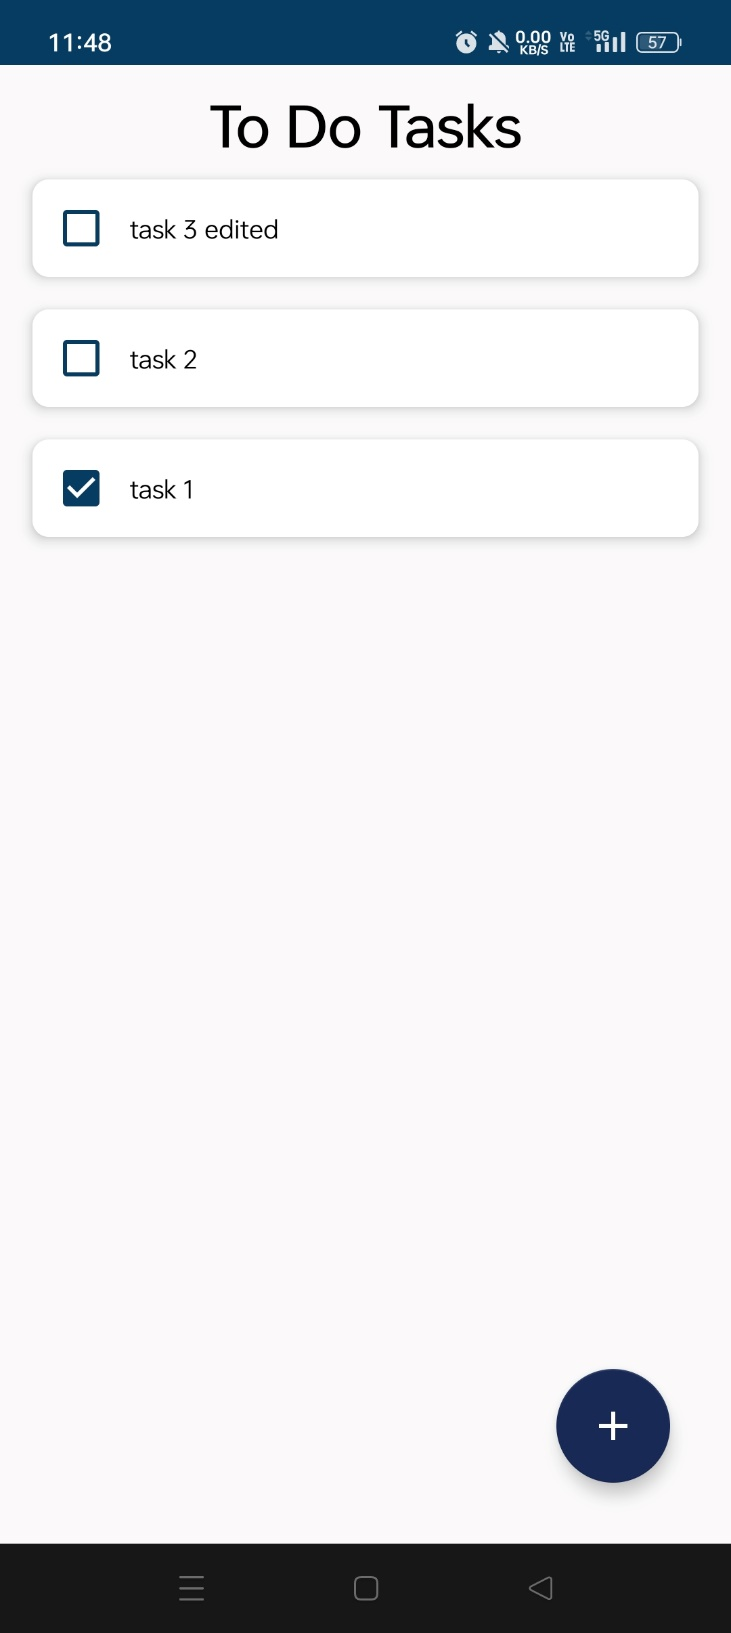 11:48 0.00 KB/S Vo LTE 5G 57
To Do Tasks
task 3 edited
task 2
task 1